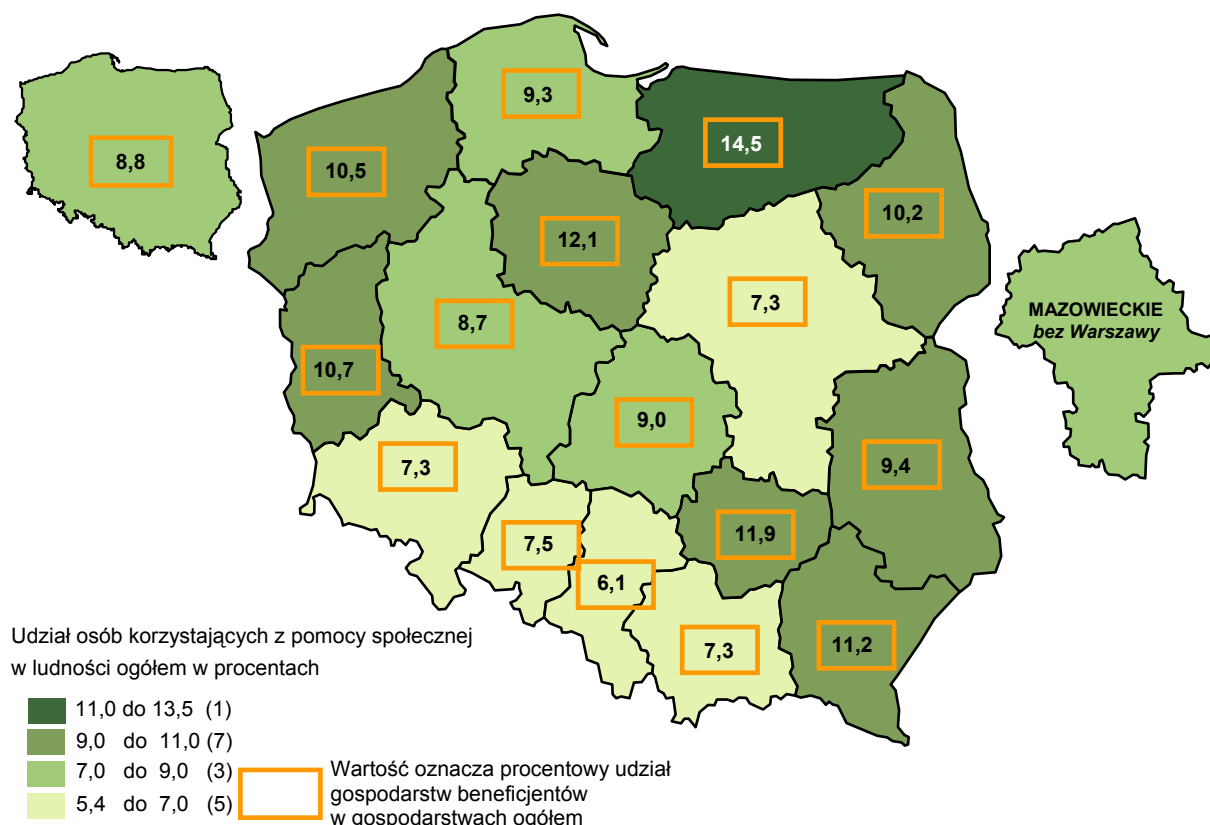 9,3
8,8
14,5
10,5
10,2
12,1
7,3
MAZOWIECKIE
bez Warszawy
8,7
10,7
9,0
7,3
9,4
7,5
11,9
6,1
7,3
11,2
Udział osób korzystających z pomocy społecznej
w ludności ogółem w procentach
11,0 do 13,5 (1)
9,0 do 11,0 (7)
7,0 do 9,0 (3)
5,4 do 7,0 (5)
Wartość oznacza procentowy udział
gospodarstw beneficjentów
w gospodarstwach ogółem